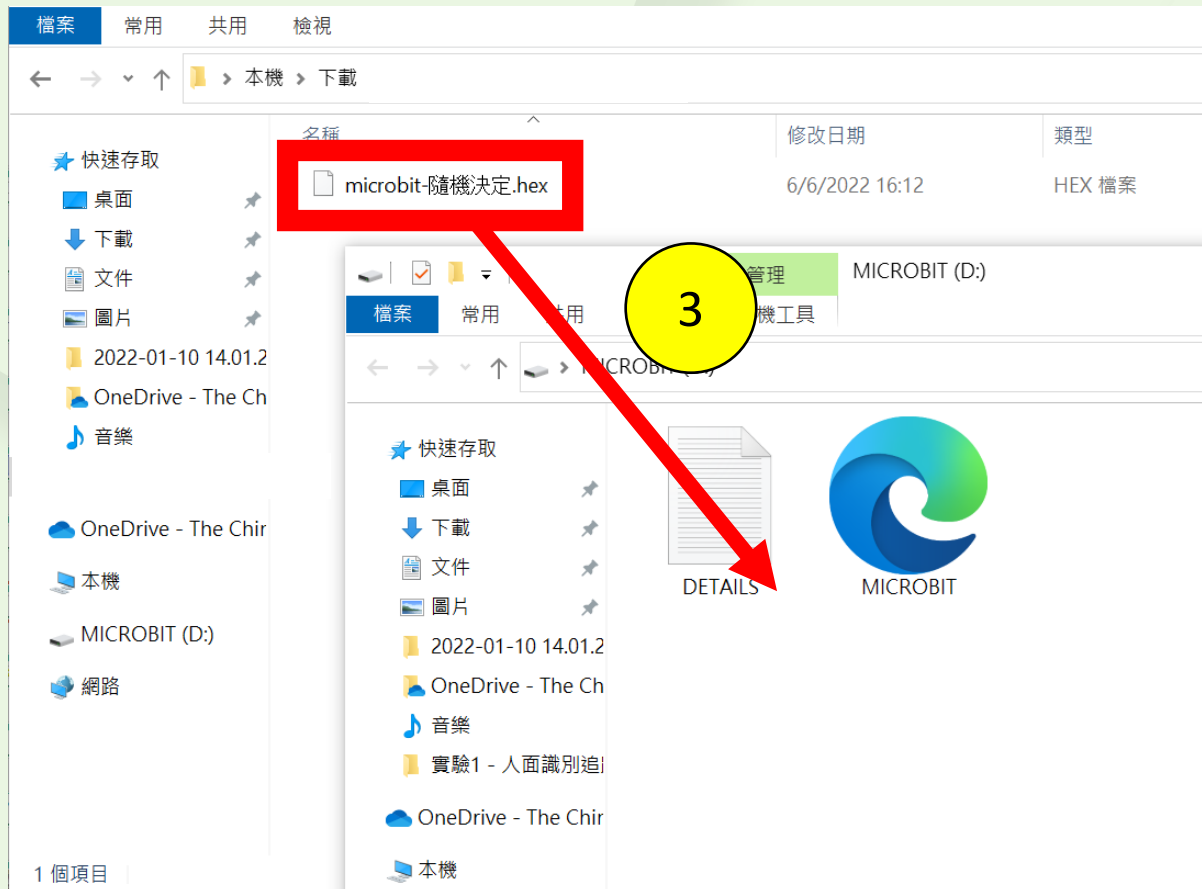 檔案 常用 共用 檢視
本機 下載
名稱 修改日期 類型
microbit-隨機決定.hex 6/6/2022 16:12 HEX 檔案
快速存取
桌面
下載
文件
圖片
2022-01-10 14.01.2
OneDrive - The Ch
音樂
OneDrive - The Chir
本機
MICROBIT (D:)
網路
1 個項目
3
管理 MICROBIT (D:)
檔案 常用 用 機工具
快速存取
桌面
下載
文件
圖片
2022-01-10 14.01.2
OneDrive - The Ch
音樂
實驗1 - 人面識別追
OneDrive - The Chir
本機
DETAILS
MICROBIT